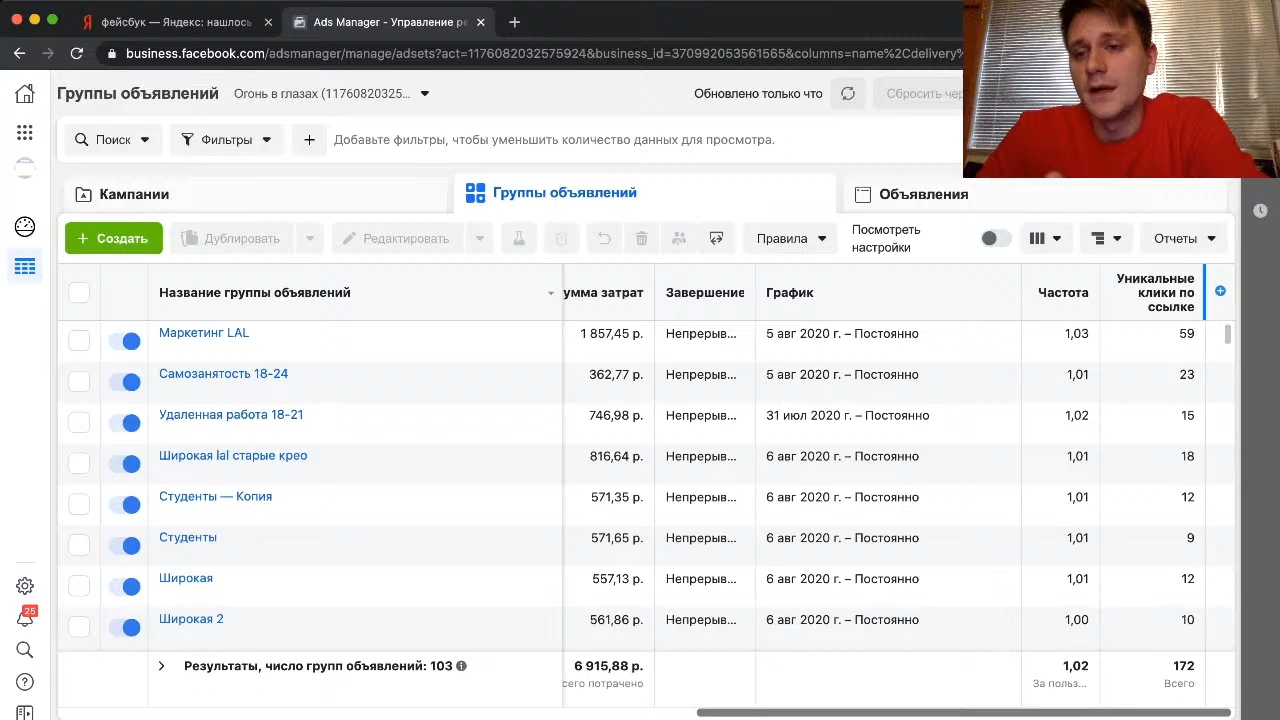 фейсбук — Яндекс: нашлось
Ads Manager - Управление ре
business.facebook.com/adsmanager/manage/adsets?act=1176082032555924&business_id=3709920535615655&columns=name%2Cdelivery%
Группы объявлений
Огонь в глазах (11760820325...
Обновлено только что
Сбросить чер
Поиск
Фильтры
Добавьте фильтры, чтобы уменьшить количество данных для просмотра.
Кампании
Группы объявлений
Объявления
+ Создать
Дублировать
Редактировать
Правила
Посмотреть
настройки
Отчеты
Название группы объявлений
умма затрат
Завершение
График
Частота
Уникальные
клики по
ссылке
Маркетинг LAL 1 857,45 р. Непрерыв... 5 авг 2020 г. – Постоянно 1,03 59
Самозанятость 18-24 362,77 р. Непрерыв... 5 авг 2020 г. – Постоянно 1,01 23
Удаленная работа 18-21 746,98 р. Непрерыв... 31 июл 2020 г. – Постоянно 1,02 15
Широкая lal старые крео 816,64 р. Непрерыв... 6 авг 2020 г. – Постоянно 1,01 18
Студенты — Копия 571,35 р. Непрерыв... 6 авг 2020 г. – Постоянно 1,01 12
Студенты 571,65 р. Непрерыв... 6 авг 2020 г. – Постоянно 1,01 9
Широкая 557,13 р. Непрерыв... 6 авг 2020 г. – Постоянно 1,01 12
Широкая 2 561,86 р. Непрерыв... 6 авг 2020 г. – Постоянно 1,00 10
25
Результаты, число групп объявлений: 103 6 915,88 р. 1,02 172
сего потрачено За польз... Всего